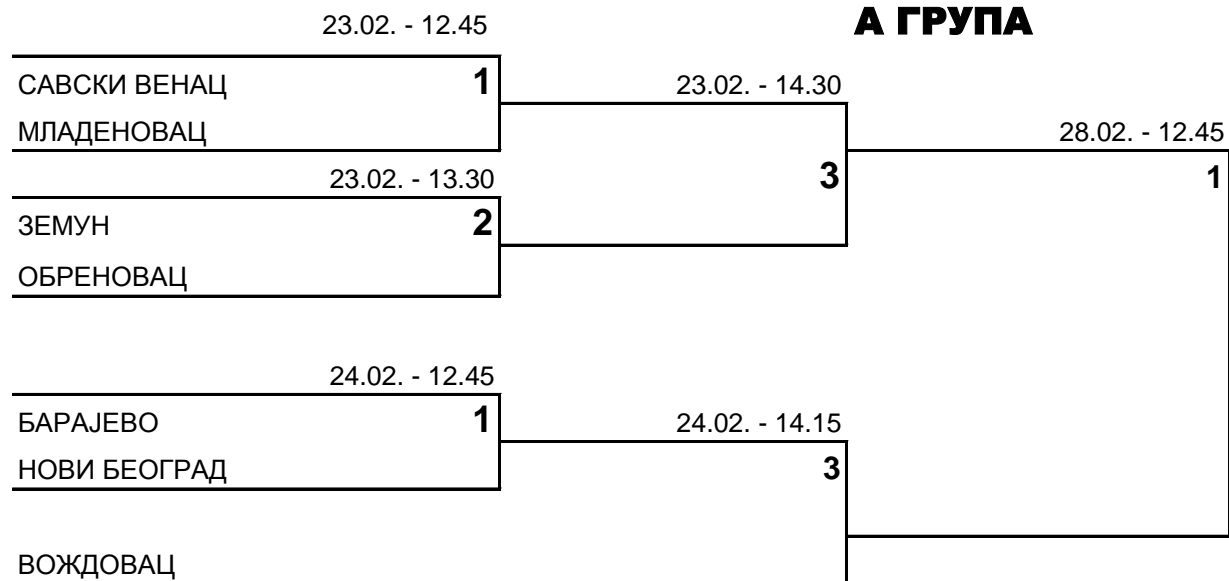 23.02. - 12.45
А ГРУПА
САВСКИ ВЕНАЦ 1 23.02. - 14.30
МЛАДЕНОВАЦ 28.02. - 12.45
23.02. - 13.30 3 1
ЗЕМУН 2
ОБРЕНОВАЦ
24.02. - 12.45
БАРАЈЕВО 1 24.02. - 14.15
НОВИ БЕОГРАД 3
ВОЖДОВАЦ